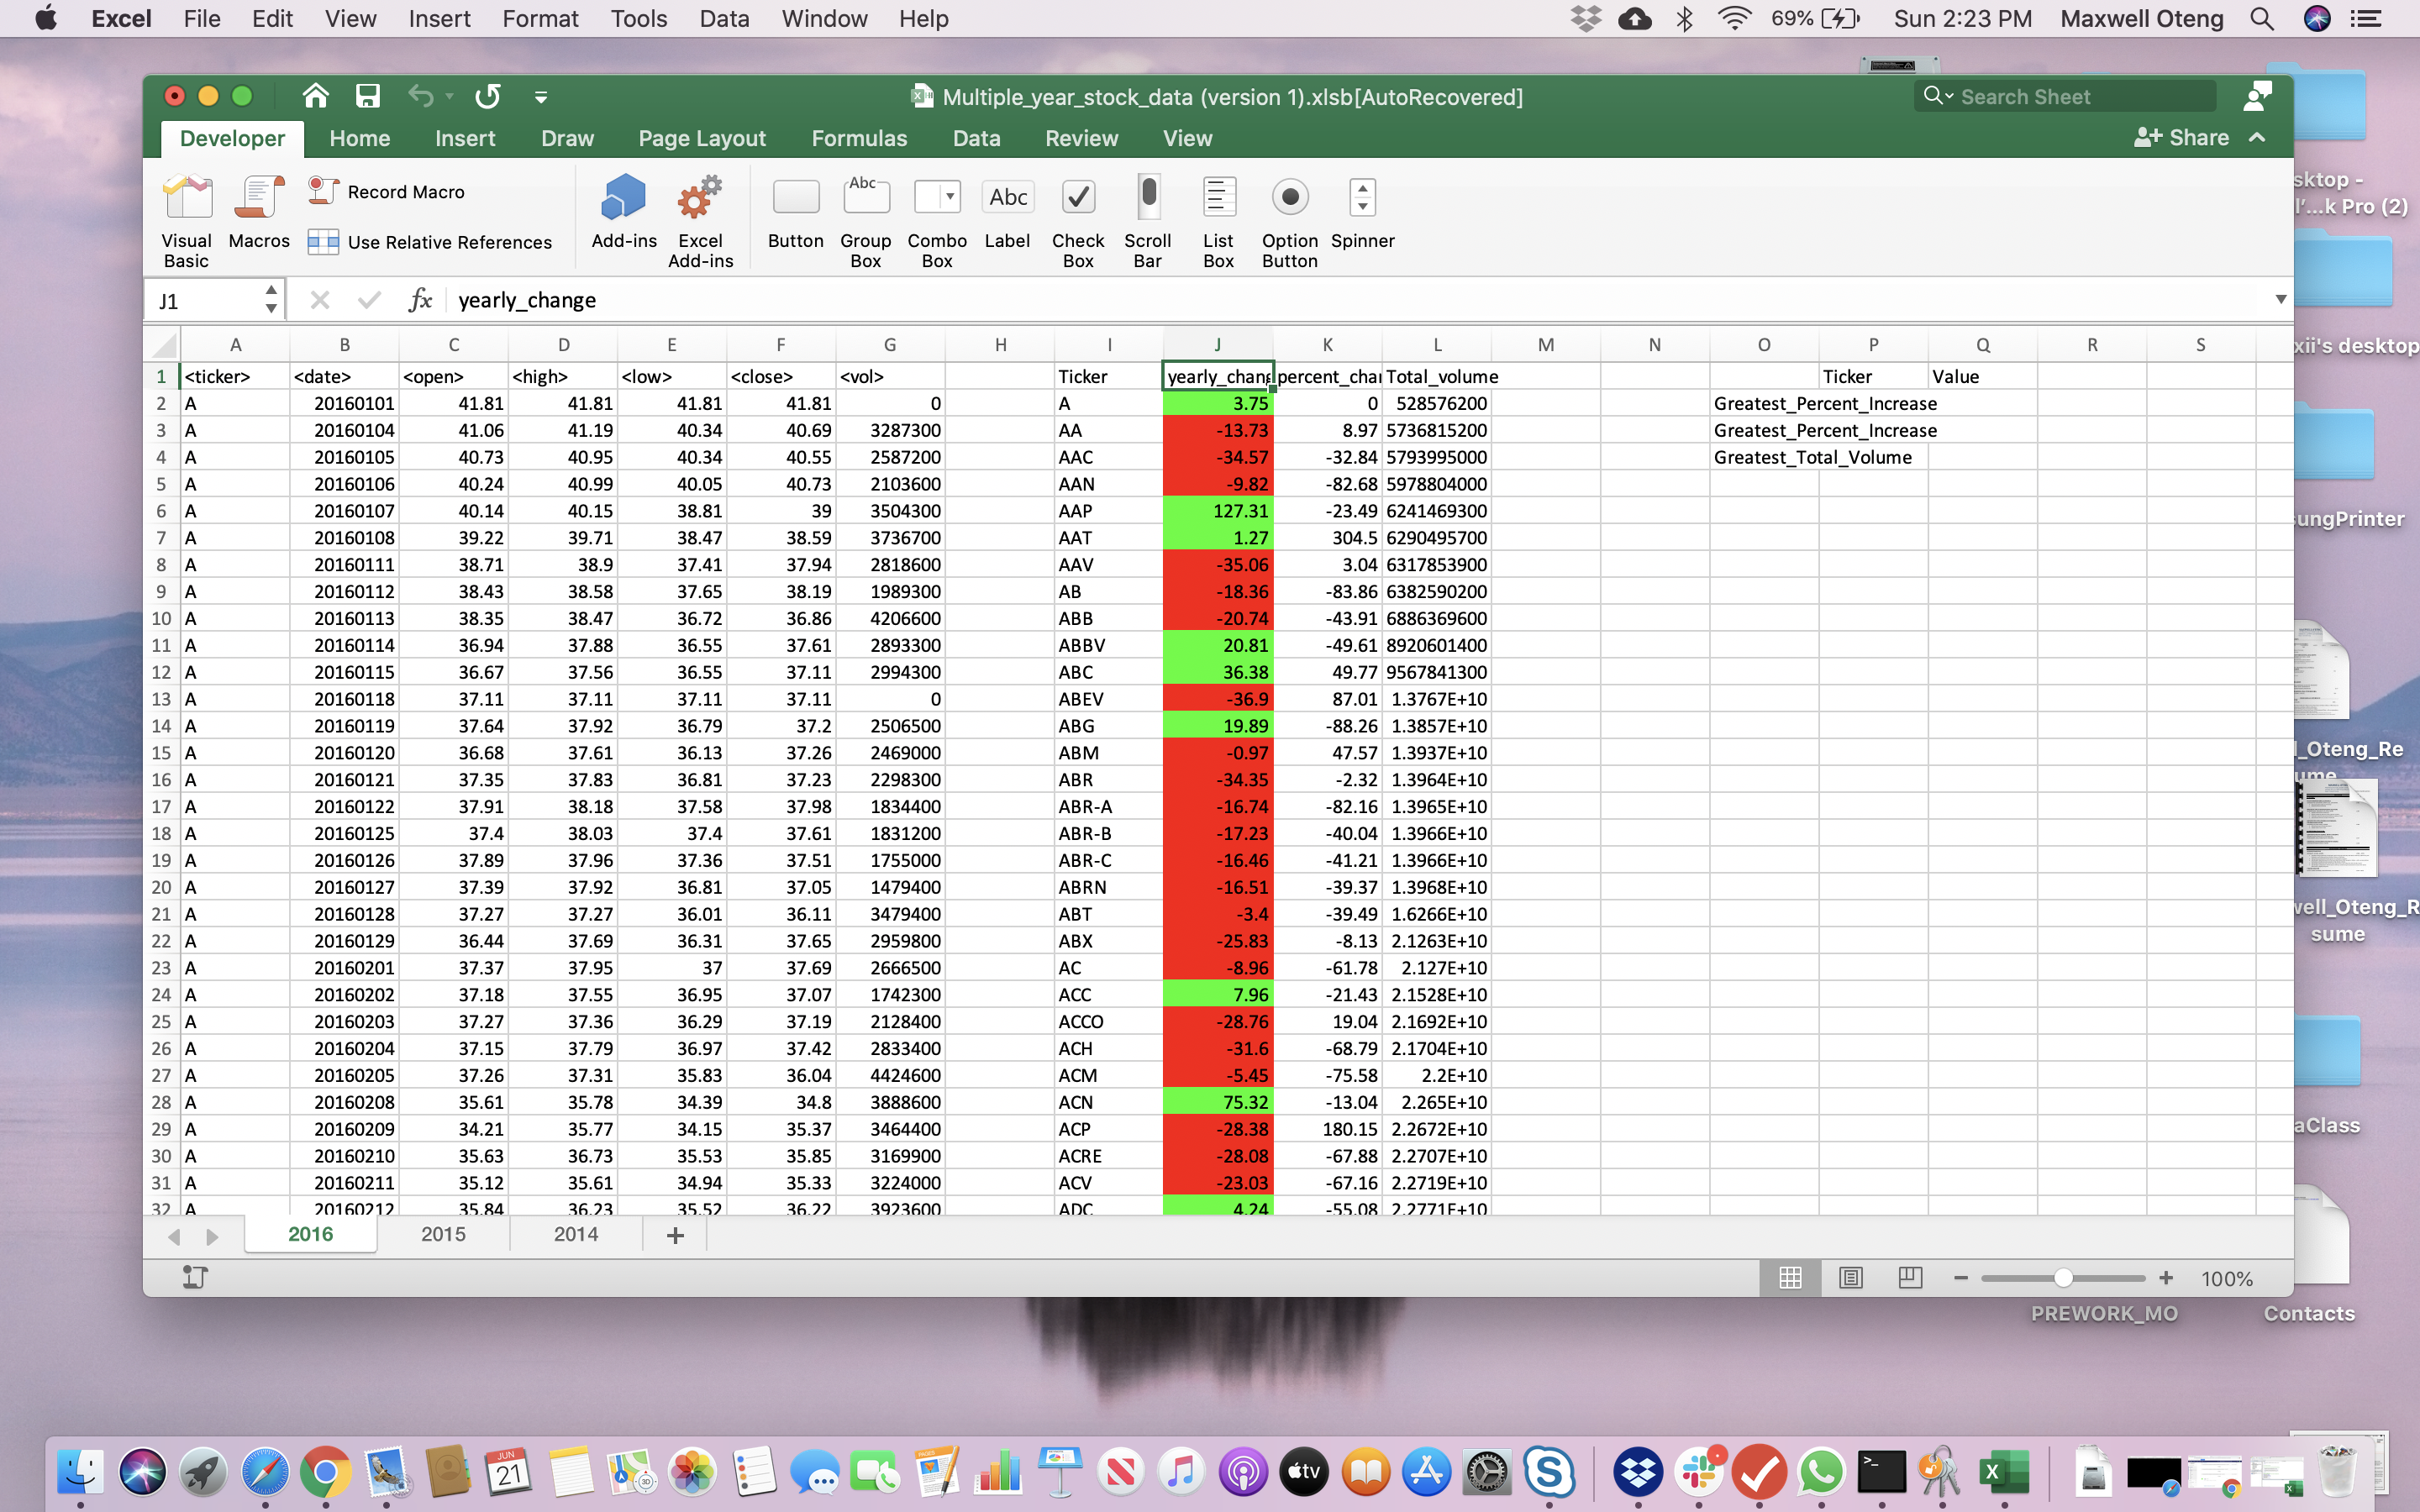 Excel File Edit View Insert Format Tools Data Window Help 69% Sun 2:23 PM Maxwell Oteng
Multiple_year_stock_data (version 1).xlsb[AutoRecovered] Search Sheet
Developer Home Insert Draw Page Layout Formulas Data Review View Share
Record Macro
Use Relative References
Visual Basic Macros Add-ins Excel Add-ins Button Group Box Combo Box Label Check Box Scroll Bar List Box Option Button Spinner
Abc Abc
J1 fx yearly_change
A B C D E F G H I J K L M N O P Q R S
1 <ticker> <date> <open> <high> <low> <close> <vol> Ticker yearly_chang percent_chan Total_volume Ticker Value
2 A 20160101 41.81 41.81 41.81 41.81 0 A 3.75 0 528576200 Greatest_Percent_Increase
3 A 20160104 41.06 41.19 40.34 40.69 3287300 AA -13.73 8.97 5736815200 Greatest_Percent_Increase
4 A 20160105 40.73 40.95 40.34 40.55 2587200 AAC -34.57 -32.84 5793995000 Greatest_Total_Volume
5 A 20160106 40.24 40.99 40.05 40.73 2103600 AAN -9.82 -82.68 5978804000
6 A 20160107 40.14 40.15 38.81 39 3504300 AAP 127.31 -23.49 6241469300
7 A 20160108 39.22 39.71 38.47 38.59 3736700 AAT 1.27 304.5 6290495700
8 A 20160111 38.71 38.9 37.41 37.94 2818600 AAV -35.06 3.04 6317853900
9 A 20160112 38.43 38.58 37.65 38.19 1989300 AB -18.36 -83.86 6382590200
10 A 20160113 38.35 38.47 36.72 36.86 4206600 ABB -20.74 -43.91 6886369600
11 A 20160114 36.94 37.88 36.55 37.61 2893300 ABBV 20.81 -49.61 8920601400
12 A 20160115 36.67 37.56 36.55 37.11 2994300 ABC 36.38 49.77 9567841300
13 A 20160118 37.11 37.11 37.11 37.11 0 ABEV -36.9 87.01 1.3767E+10
14 A 20160119 37.64 37.92 36.79 37.2 2506500 ABG 19.89 -88.26 1.3857E+10
15 A 20160120 36.68 37.61 36.13 37.26 2469000 ABM -0.97 47.57 1.3937E+10
16 A 20160121 37.35 37.83 36.81 37.23 2298300 ABR -34.35 -2.32 1.3964E+10
17 A 20160122 37.91 38.18 37.58 37.98 1834400 ABR-A -16.74 -82.16 1.3965E+10
18 A 20160125 37.4 38.03 37.4 37.61 1831200 ABR-B -17.23 -40.04 1.3966E+10
19 A 20160126 37.89 37.96 37.36 37.51 1755000 ABR-C -16.46 -41.21 1.3966E+10
20 A 20160127 37.39 37.92 36.81 37.05 1479400 ABRN -16.51 -39.37 1.3968E+10
21 A 20160128 37.27 37.27 36.01 36.11 3479400 ABT -3.4 -39.49 1.6266E+10
22 A 20160129 36.44 37.69 36.31 37.65 2959800 ABX -25.83 -8.13 2.1263E+10
23 A 20160201 37.37 37.95 37 37.69 2666500 AC -8.96 -61.78 2.127E+10
24 A 20160202 37.18 37.55 36.95 37.07 1742300 ACC 7.96 -21.43 2.1528E+10
25 A 20160203 37.27 37.36 36.29 37.19 2128400 ACCO -28.76 19.04 2.1692E+10
26 A 20160204 37.15 37.79 36.97 37.42 2833400 ACH -31.6 -68.79 2.1704E+10
27 A 20160205 37.26 37.31 35.83 36.04 4424600 ACM -5.45 -75.58 2.2E+10
28 A 20160208 35.61 35.78 34.39 34.8 3888600 ACN 75.32 -13.04 2.265E+10
29 A 20160209 34.21 35.77 34.15 35.37 3464400 ACP -28.38 180.15 2.2672E+10
30 A 20160210 35.63 36.73 35.53 35.85 3169900 ACRE -28.08 -67.88 2.2707E+10
31 A 20160211 35.12 35.61 34.94 35.33 3224000 ACV -23.03 -67.16 2.2719E+10
32 A 20160212 35.84 36.23 35.52 36.22 3923600 ADC 4.24 -55.08 2.2771E+10
2016 2015 2014 +
100%
sktop -
l'...k Pro (2)
xii's desktop
ungPrinter
l_Oteng_Re
ume
well_Oteng_R
sume
aClass
PREWORK_MO Contacts
JUN
21
PAGES
3D
tv
S
X